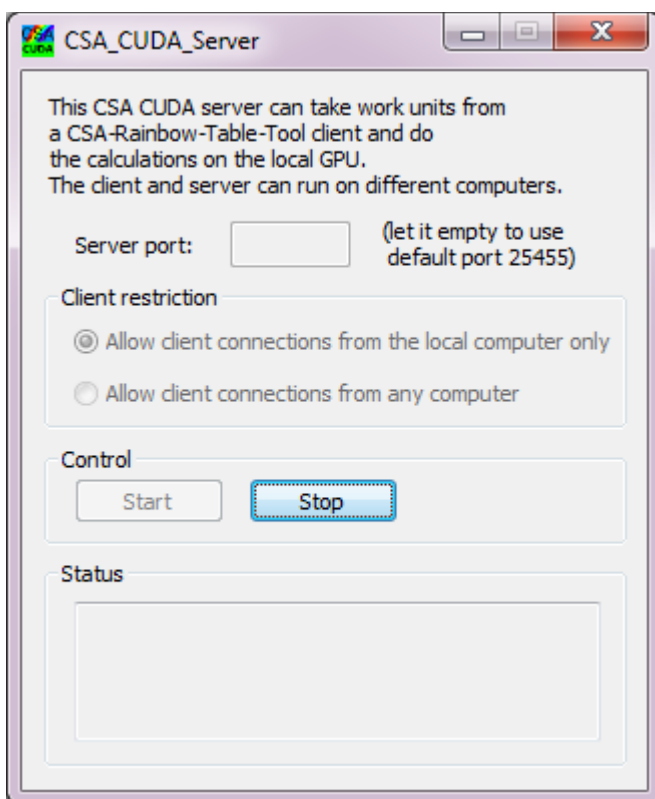 CSA CUDA
CSA_CUDA_Server
This CSA CUDA server can take work units from
a CSA-Rainbow-Table-Tool client and do
the calculations on the local GPU.
The client and server can run on different computers.
Server port:
(let it empty to use
default port 25455)
Client restriction
Allow client connections from the local computer only
Allow client connections from any computer
Control
Start
Stop
Status